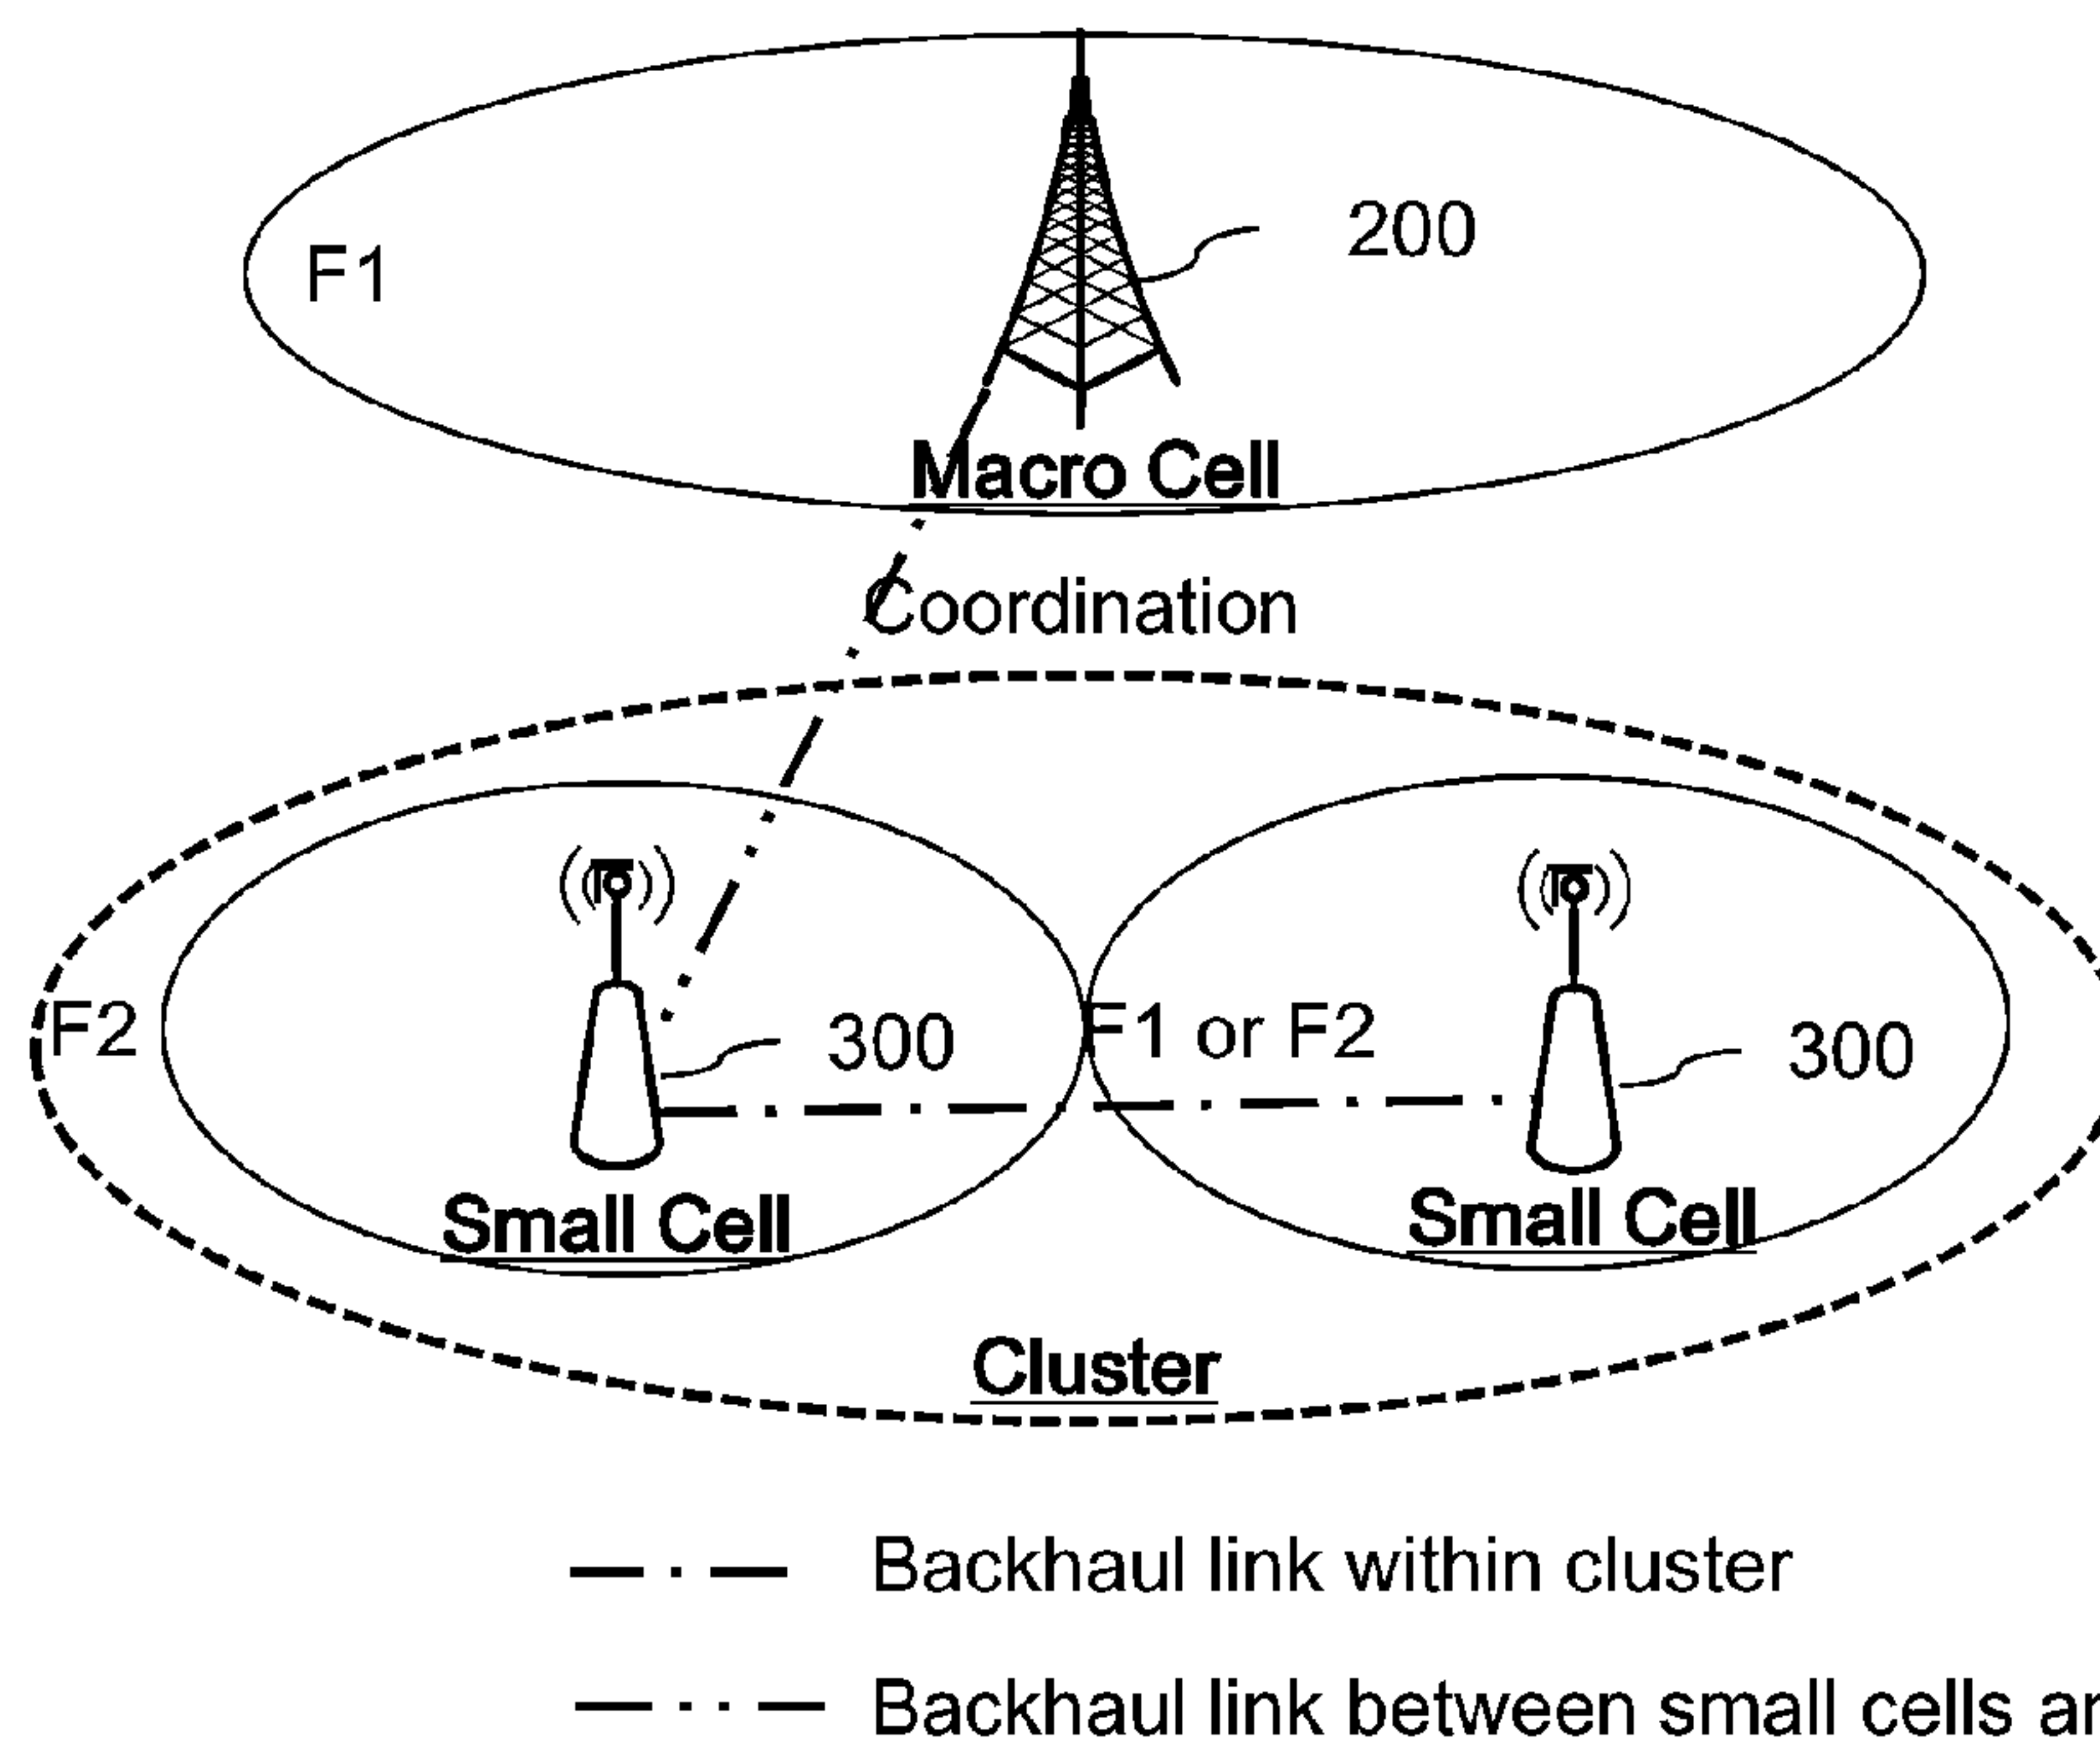 F1
200
Macro Cell
Coordination
F2
300
F1 or F2
300
Small Cell
Small Cell
Cluster
Backhaul link within cluster
Backhaul link between small cells